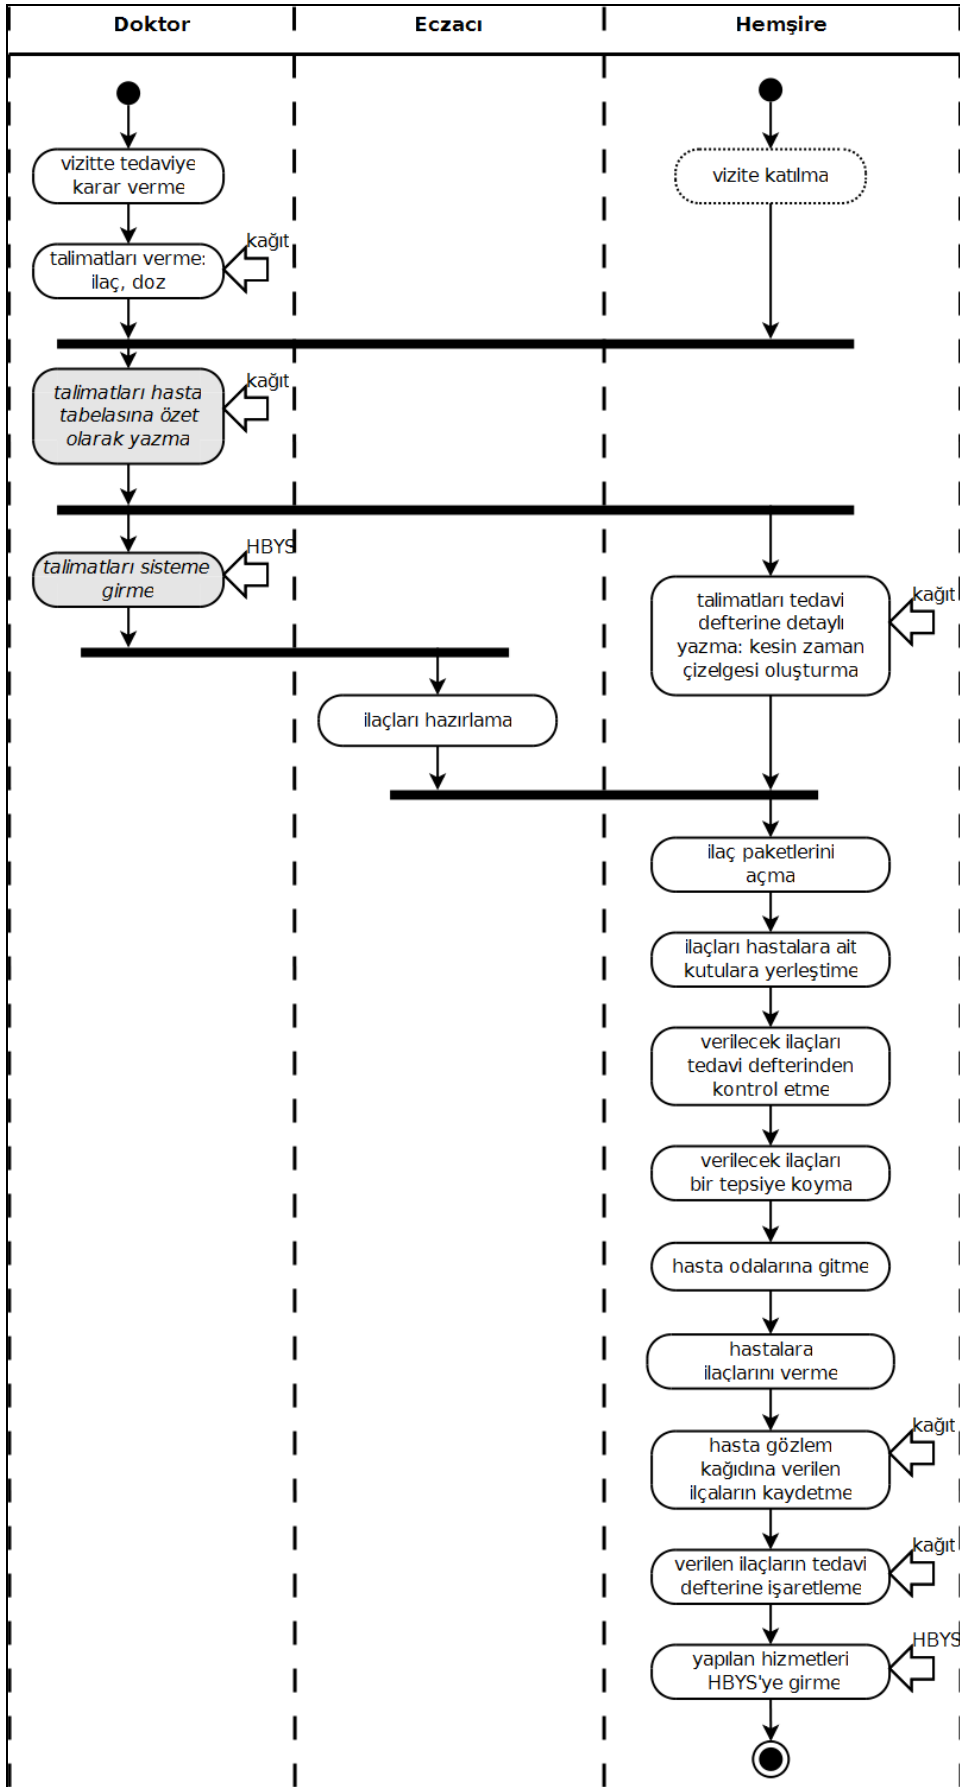 Doktor
Eczacı
Hemşire
vizitte tedaviye
karar verme
vizite katılma
talimatları verme:
ilaç, doz
kağıt
talimatları hasta
tabelasına özet
olarak yazma
kağıt
talimatları sisteme
girme
HBYS
talimatları tedavi
defterine detaylı
yazma: kesin zaman
çizelgesi oluşturma
kağıt
ilaçları hazırlama
ilaç paketlerini
açma
ilaçları hastalara ait
kutulara yerleştime
verilecek ilaçları
tedavi defterinden
kontrol etme
verilecek ilaçları
bir tepsiye koyma
hasta odalarına gitme
hastalara
ilaçlarını verme
hasta gözlem
kağıdına verilen
ilçaların kaydetme
kağıt
verilen ilaçların tedavi
defterine işaretleme
kağıt
yapılan hizmetleri
HBYS'ye girme
HBYS